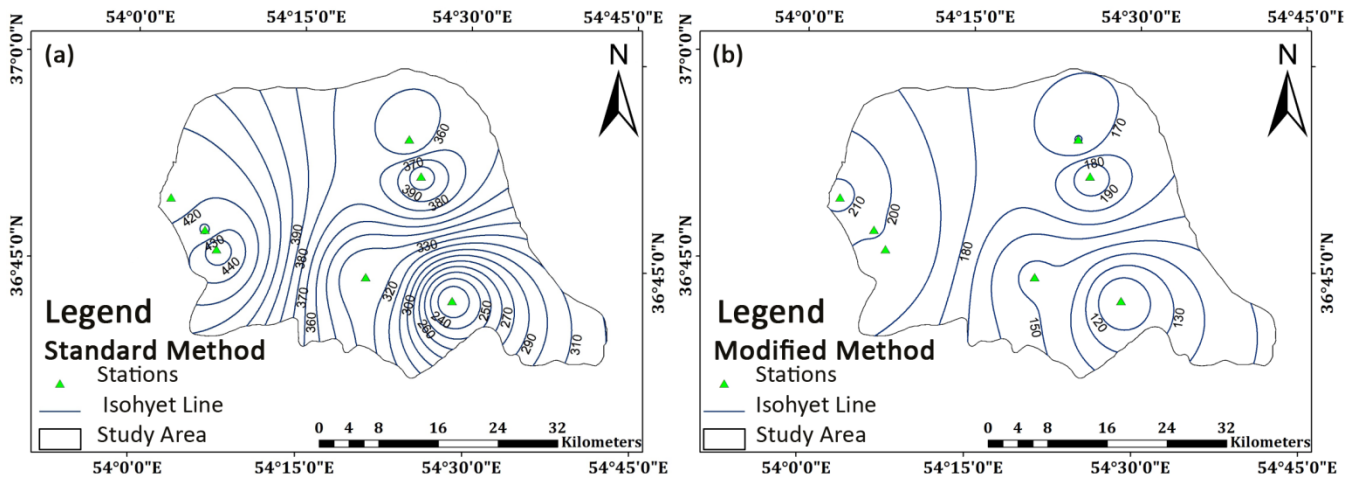 54°0'0"E 54°15'0"E 54°30'0"E 54°45'0"E
(a)
N
37°0'0"N
37°0'0"N
360
370
390
380
420
430
440
390
380
370
360
330
320
300
260
240
250
270
290
310
36°45'0"N
36°45'0"N
Legend
Standard Method
Stations
Isohyet Line
Study Area
0 4 8 16 24 32
Kilometers
54°0'0"E 54°15'0"E 54°30'0"E 54°45'0"E
54°0'0"E 54°15'0"E 54°30'0"E 54°45'0"E
(b)
N
37°0'0"N
37°0'0"N
170
180
190
210
200
180
150
120
130
36°45'0"N
36°45'0"N
Legend
Modified Method
Stations
Isohyet Line
Study Area
0 4 8 16 24 32
Kilometers
54°0'0"E 54°15'0"E 54°30'0"E 54°45'0"E